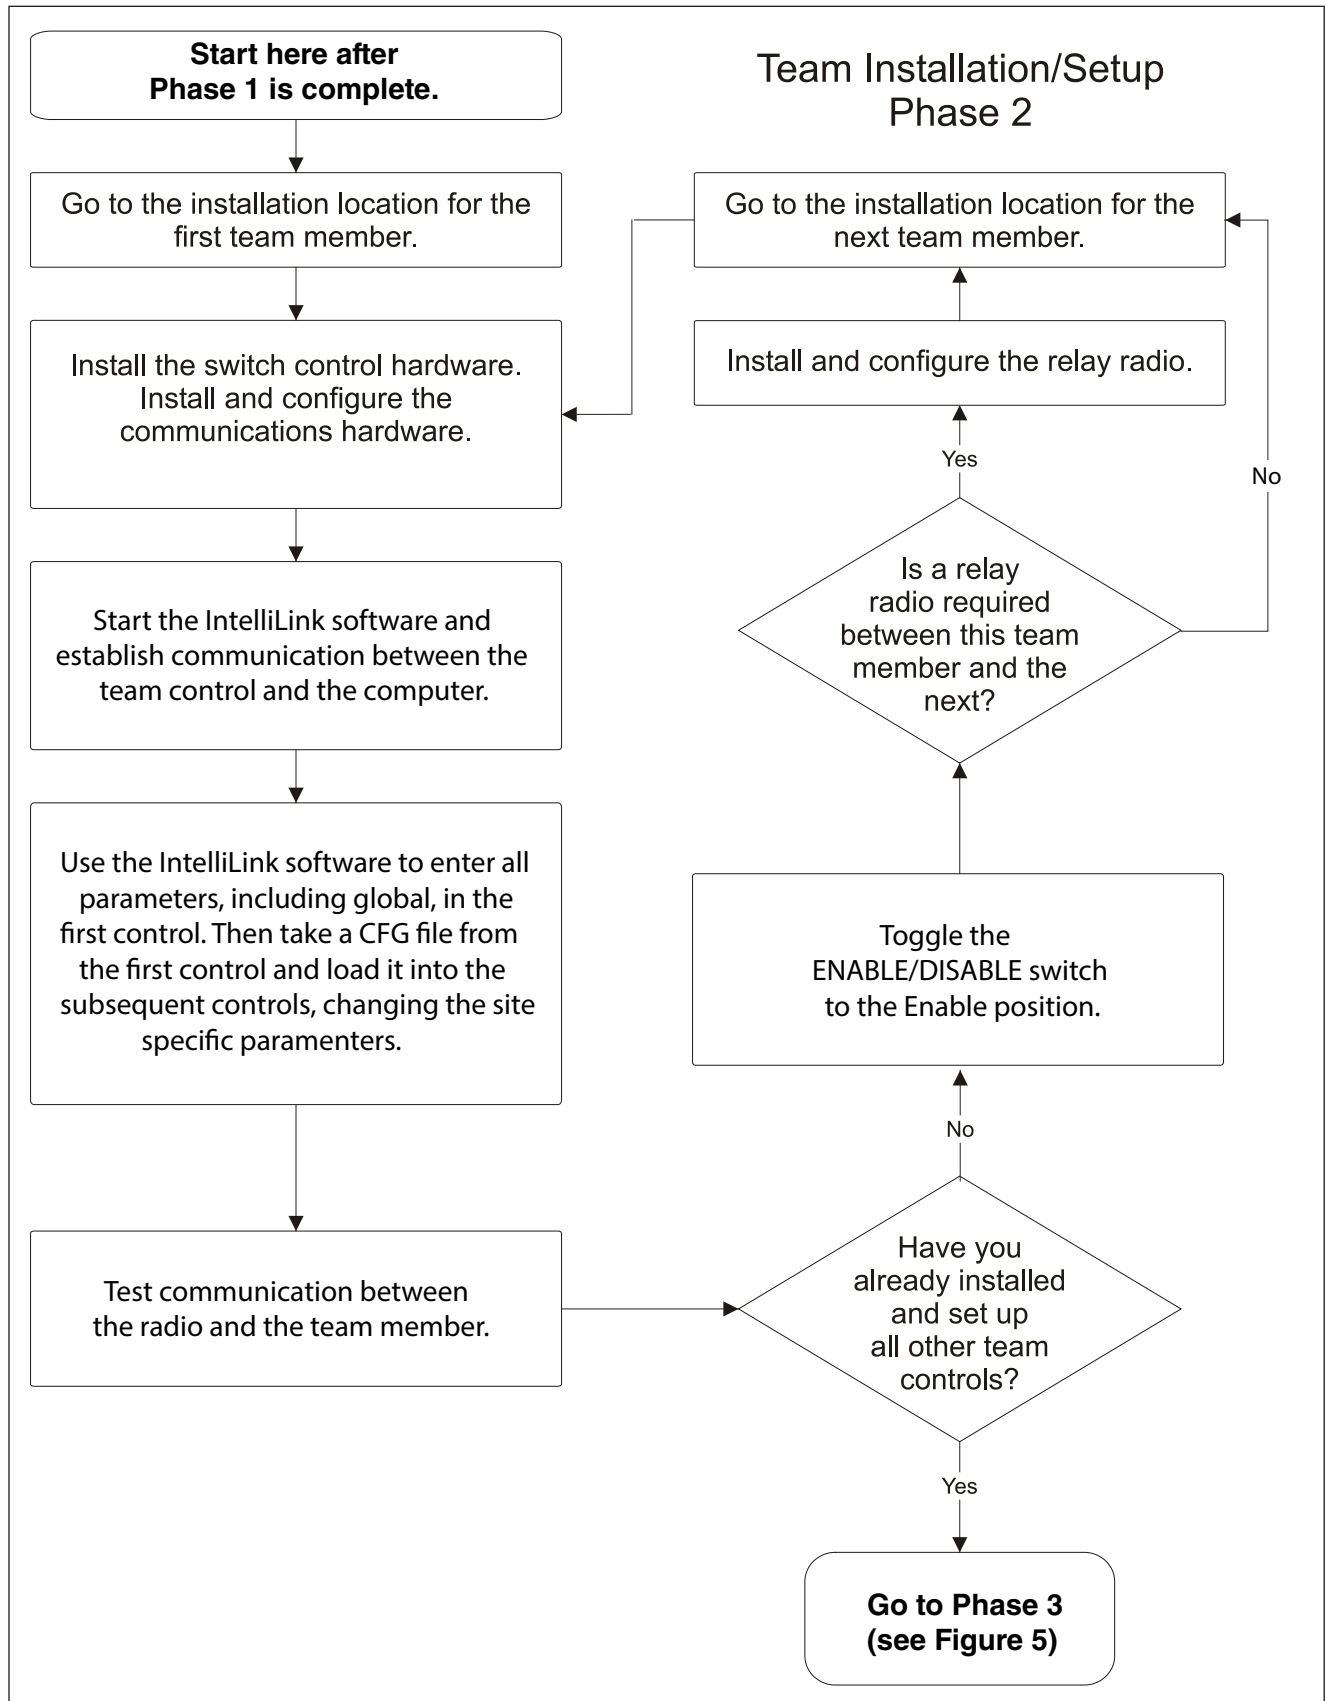 Start here after
Phase 1 is complete.
Team Installation/Setup
Phase 2
Go to the installation location for the
first team member.
Install the switch control hardware.
Install and configure the
communications hardware.
Start the IntelliLink software and
establish communication between the
team control and the computer.
Use the IntelliLink software to enter all
parameters, including global, in the
first control. Then take a CFG file from
the first control and load it into the
subsequent controls, changing the site
specific paramenters.
Test communication between
the radio and the team member.
Go to the installation location for the
next team member.
Install and configure the relay radio.
Yes
No
Is a relay
radio required
between this team
member and the
next?
Toggle the
ENABLE/DISABLE switch
to the Enable position.
No
Have you
already installed
and set up
all other team
controls?
Yes
Go to Phase 3
(see Figure 5)